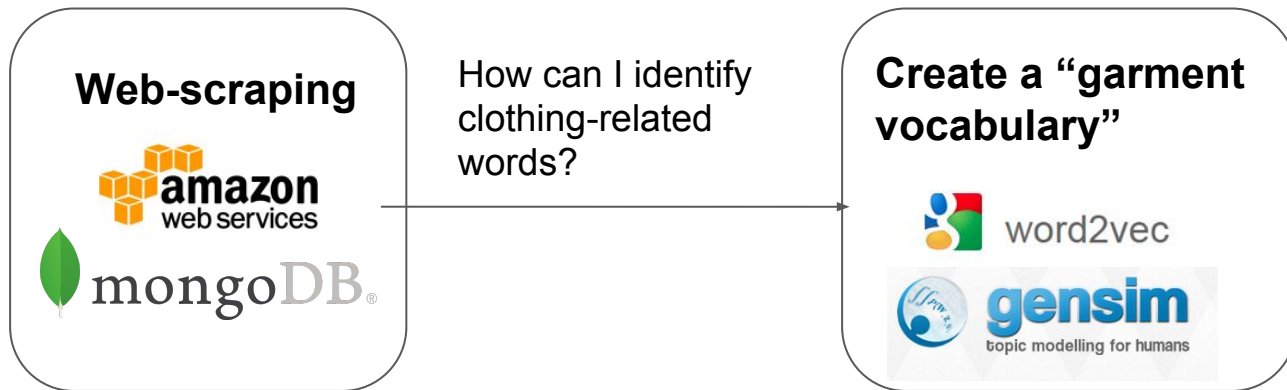 Web-scraping
amazon
web services
mongoDB®
How can I identify
clothing-related
words?
Create a “garment
vocabulary”
word2vec
gensim
topic modelling for humans